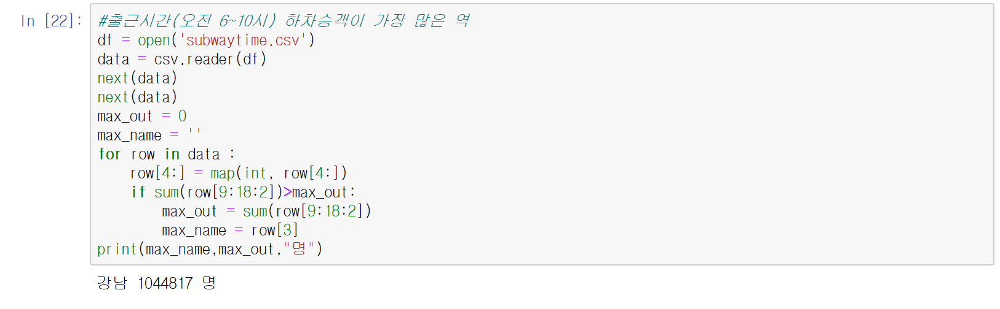 In [22]:
#출근시간(오전 6~10시) 하차승객이 가장 많은 역
df = open('subwaytime.csv')
data = csv.reader(df)
next(data)
next(data)
max_out = 0
max_name = ''
for row in data :
    row[4:] = map(int, row[4:])
    if sum(row[9:18:2])>max_out:
        max_out = sum(row[9:18:2])
        max_name = row[3]
print(max_name,max_out,"명")
강남 1044817 명